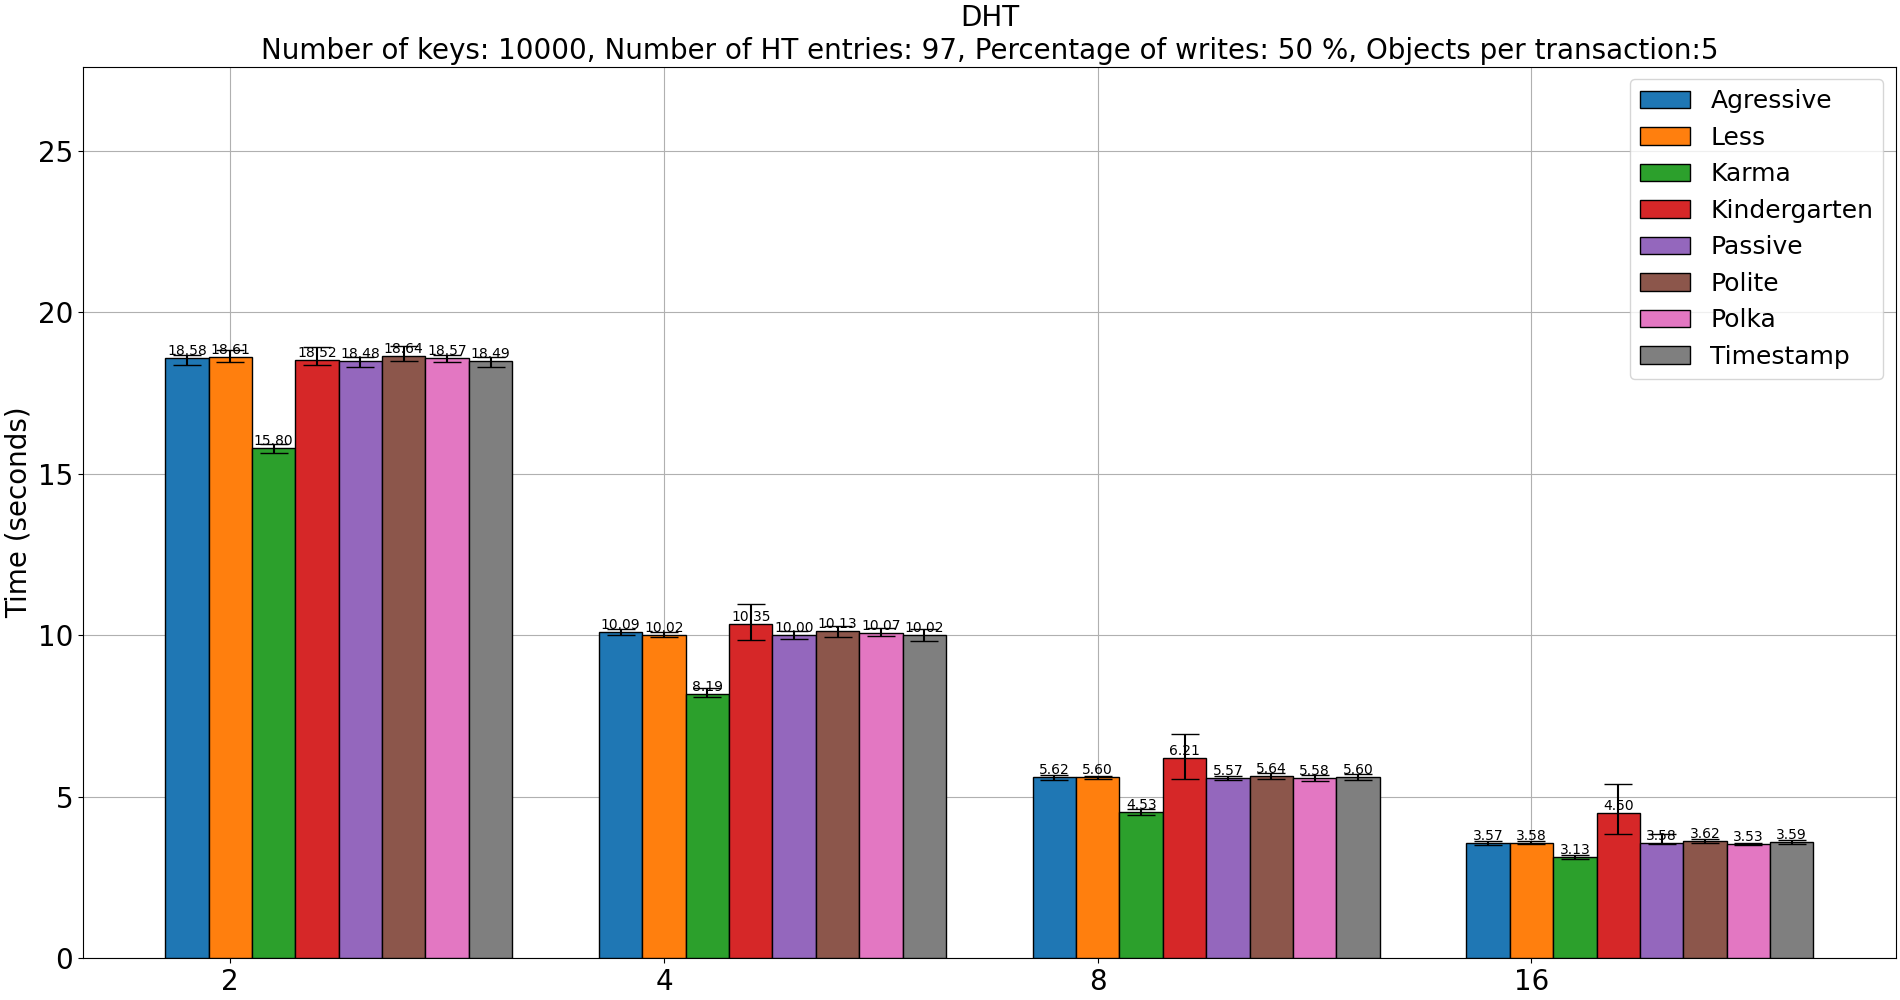 DHT
Number of keys: 10000, Number of HT entries: 97, Percentage of writes: 50 %, Objects per transaction:5
Agressive
Less
Karma
Kindergarten
Passive
Polite
Polka
Timestamp
Time (seconds)
25
20
15
10
5
0
18.58 18.61 15.80 18.52 18.48 18.64 18.57 18.49
10.09 10.02 8.19 10.35 10.00 10.13 10.07 10.02
5.62 5.60 4.53 6.21 5.57 5.64 5.58 5.60
3.57 3.58 3.13 4.50 3.58 3.62 3.53 3.59
2 4 8 16